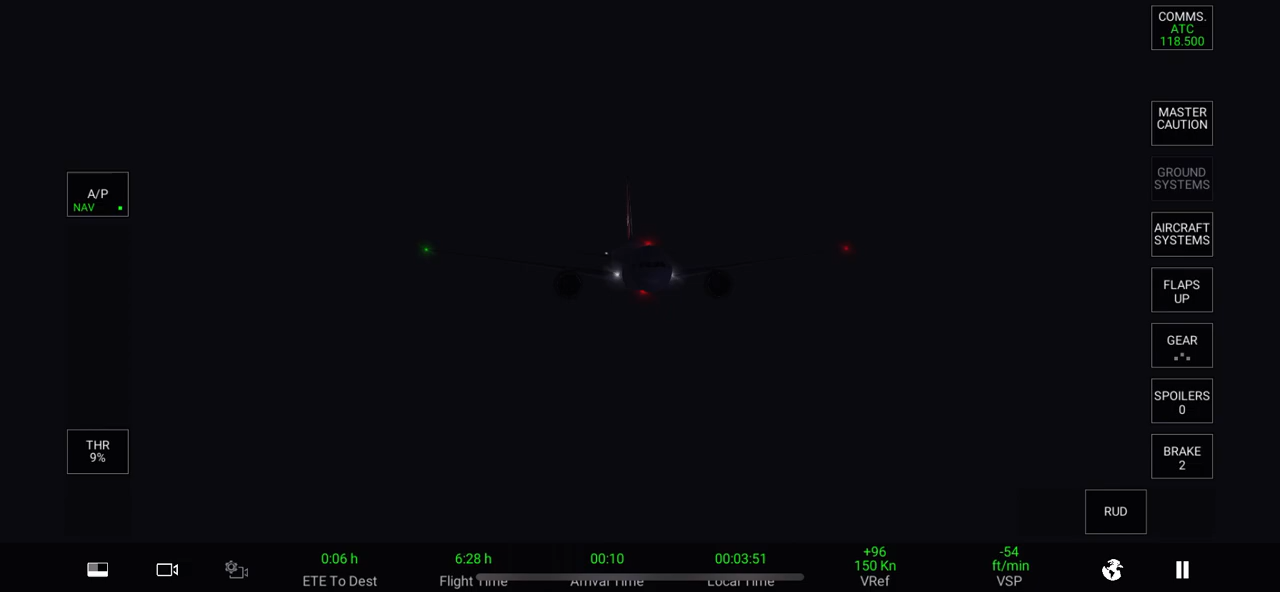 COMMS.
ATC
118.500
MASTER
CAUTION
A/P
NAV
GROUND
SYSTEMS
AIRCRAFT
SYSTEMS
FLAPS
UP
GEAR
SPOILERS
0
THR
9%
BRAKE
2
RUD
0:06 h
ETE To Dest
6:28 h
Flight Time
00:10
Arrival Time
00:03:51
Local Time
+96
150 Kn
VRef
-54
ft/min
VSP